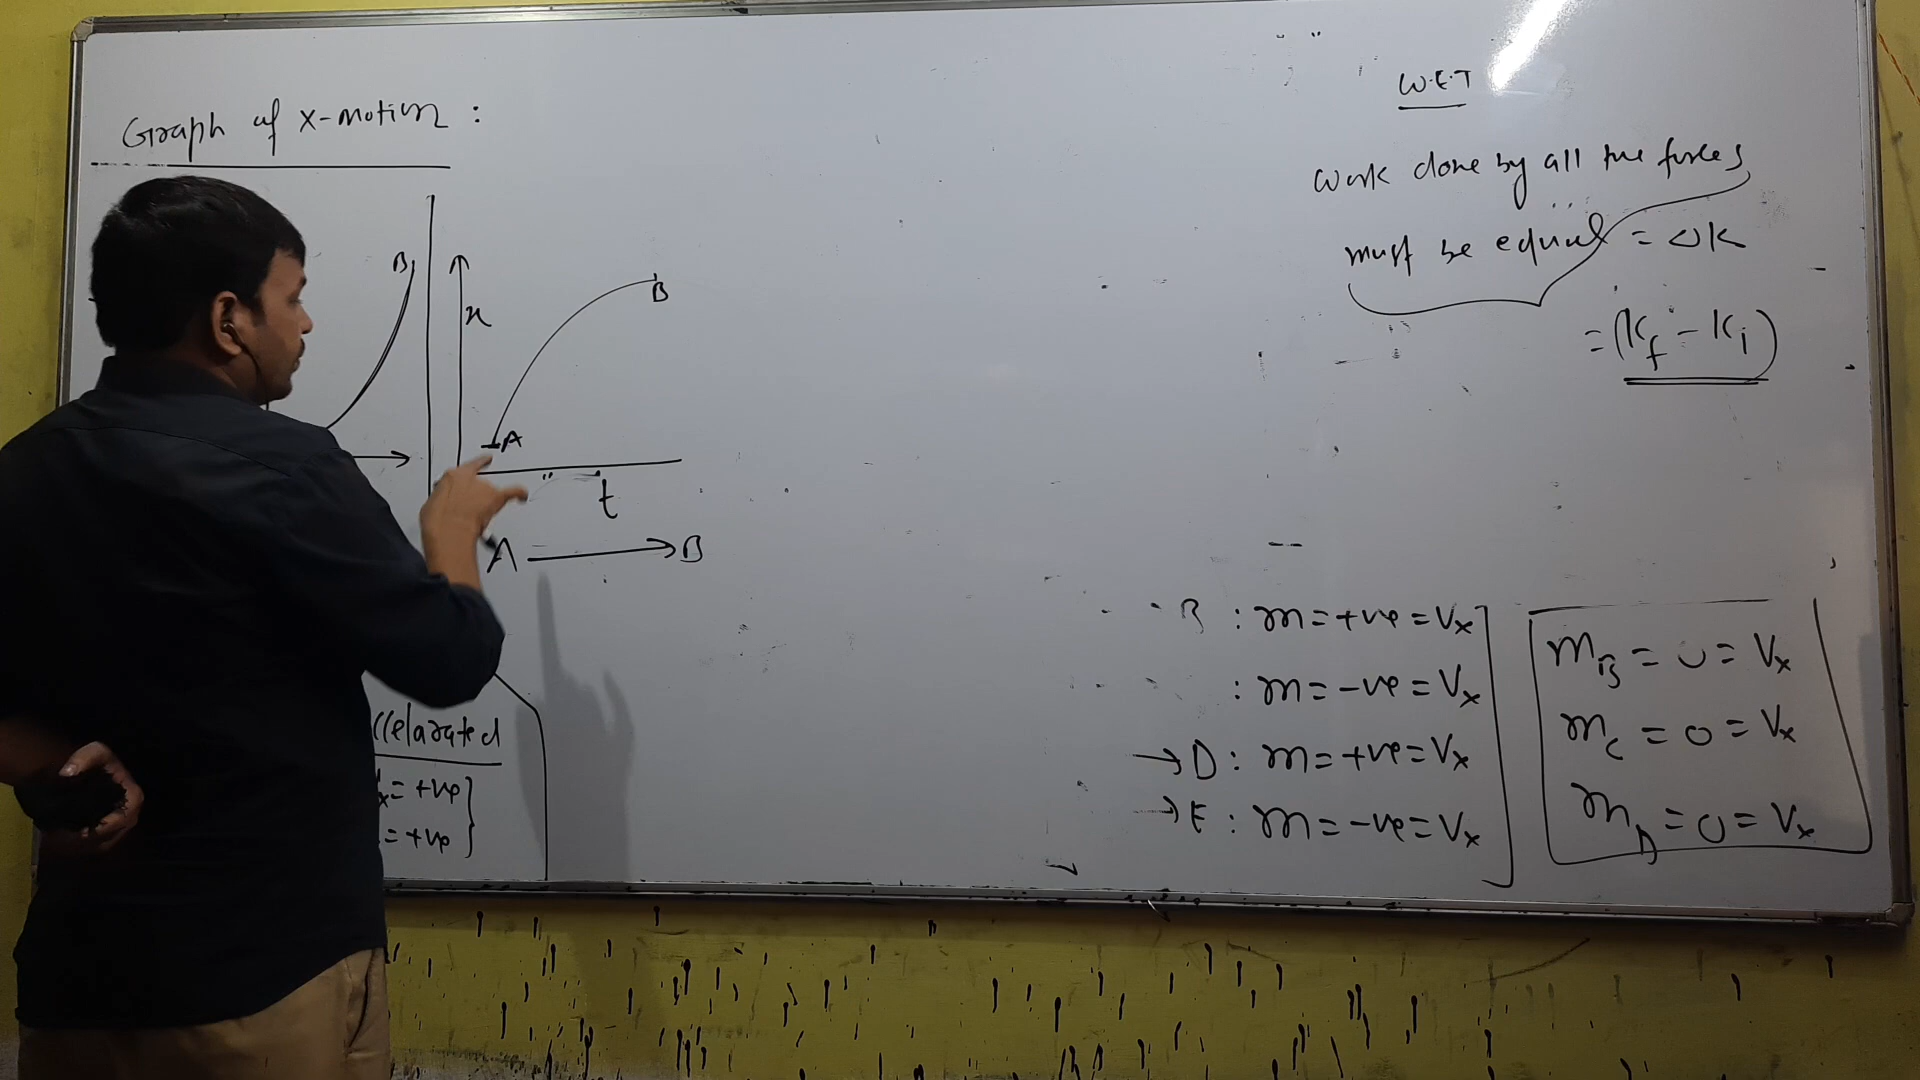 Graph of x-motion :
B
x
B
A
t
A → B
ccelarated
x = +ve
= +ve
W.E.T
Work done by all the forces
must be equal = ΔK
= (Kf - Ki)
B : m = +ve = Vx
: m = -ve = Vx
→ D : m = +ve = Vx
→ E : m = -ve = Vx
mB = 0 = Vx
mC = 0 = Vx
mD = 0 = Vx